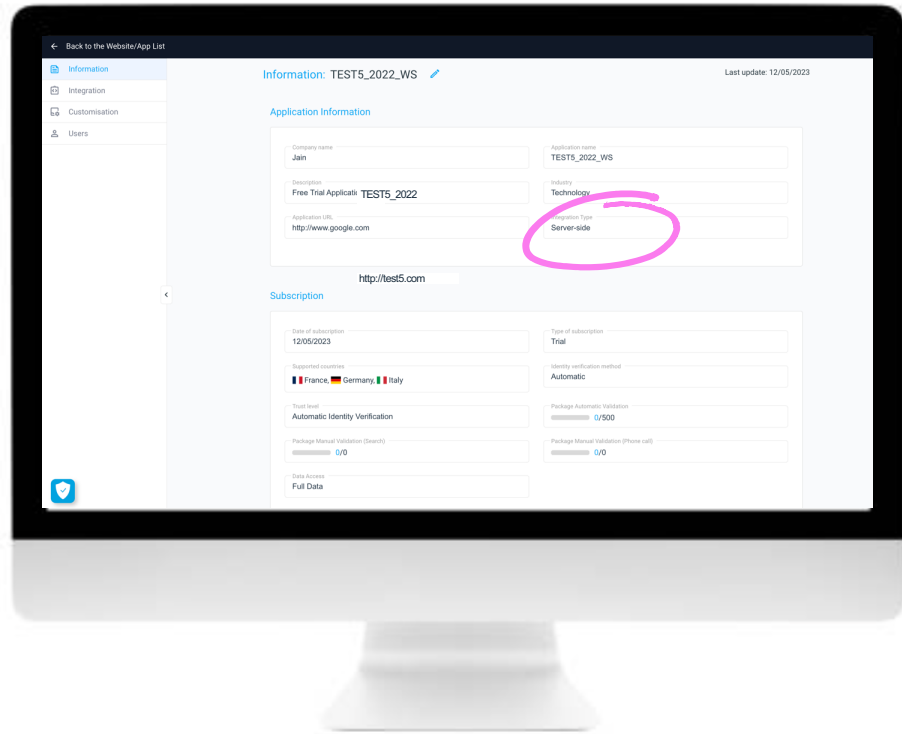 Back to the Website/App List
Information
Integration
Customisation
Users
Information: TEST5_2022_WS
Last update: 12/05/2023
Application Information
Company name
Jain
Application name
TEST5_2022_WS
Description
Free Trial Applicati TEST5_2022
Industry
Technology
Application URL
http://www.google.com
Integration Type
Server-side
http://test5.com
Subscription
Date of subscription
12/05/2023
Type of subscription
Trial
Supported countries
France, Germany, Italy
Identity verification method
Automatic
Trust level
Automatic Identity Verification
Package Automatic Validation
0/500
Package Manual Validation (Search)
0/0
Package Manual Validation (Phone call)
0/0
Data Access
Full Data